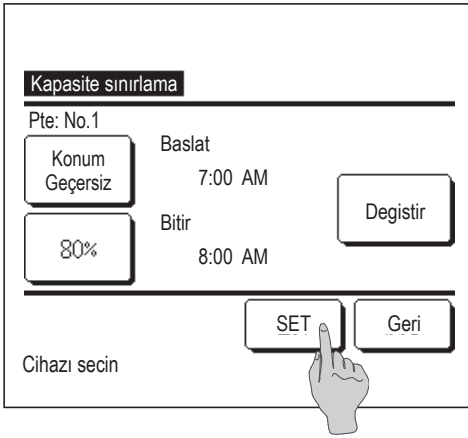 Kapasite sınırlama
Pte: No.1
Konum
Geçersiz
Baslat
7:00 AM
Degistir
80%
Bitir
8:00 AM
SET
Geri
Cihazı secin